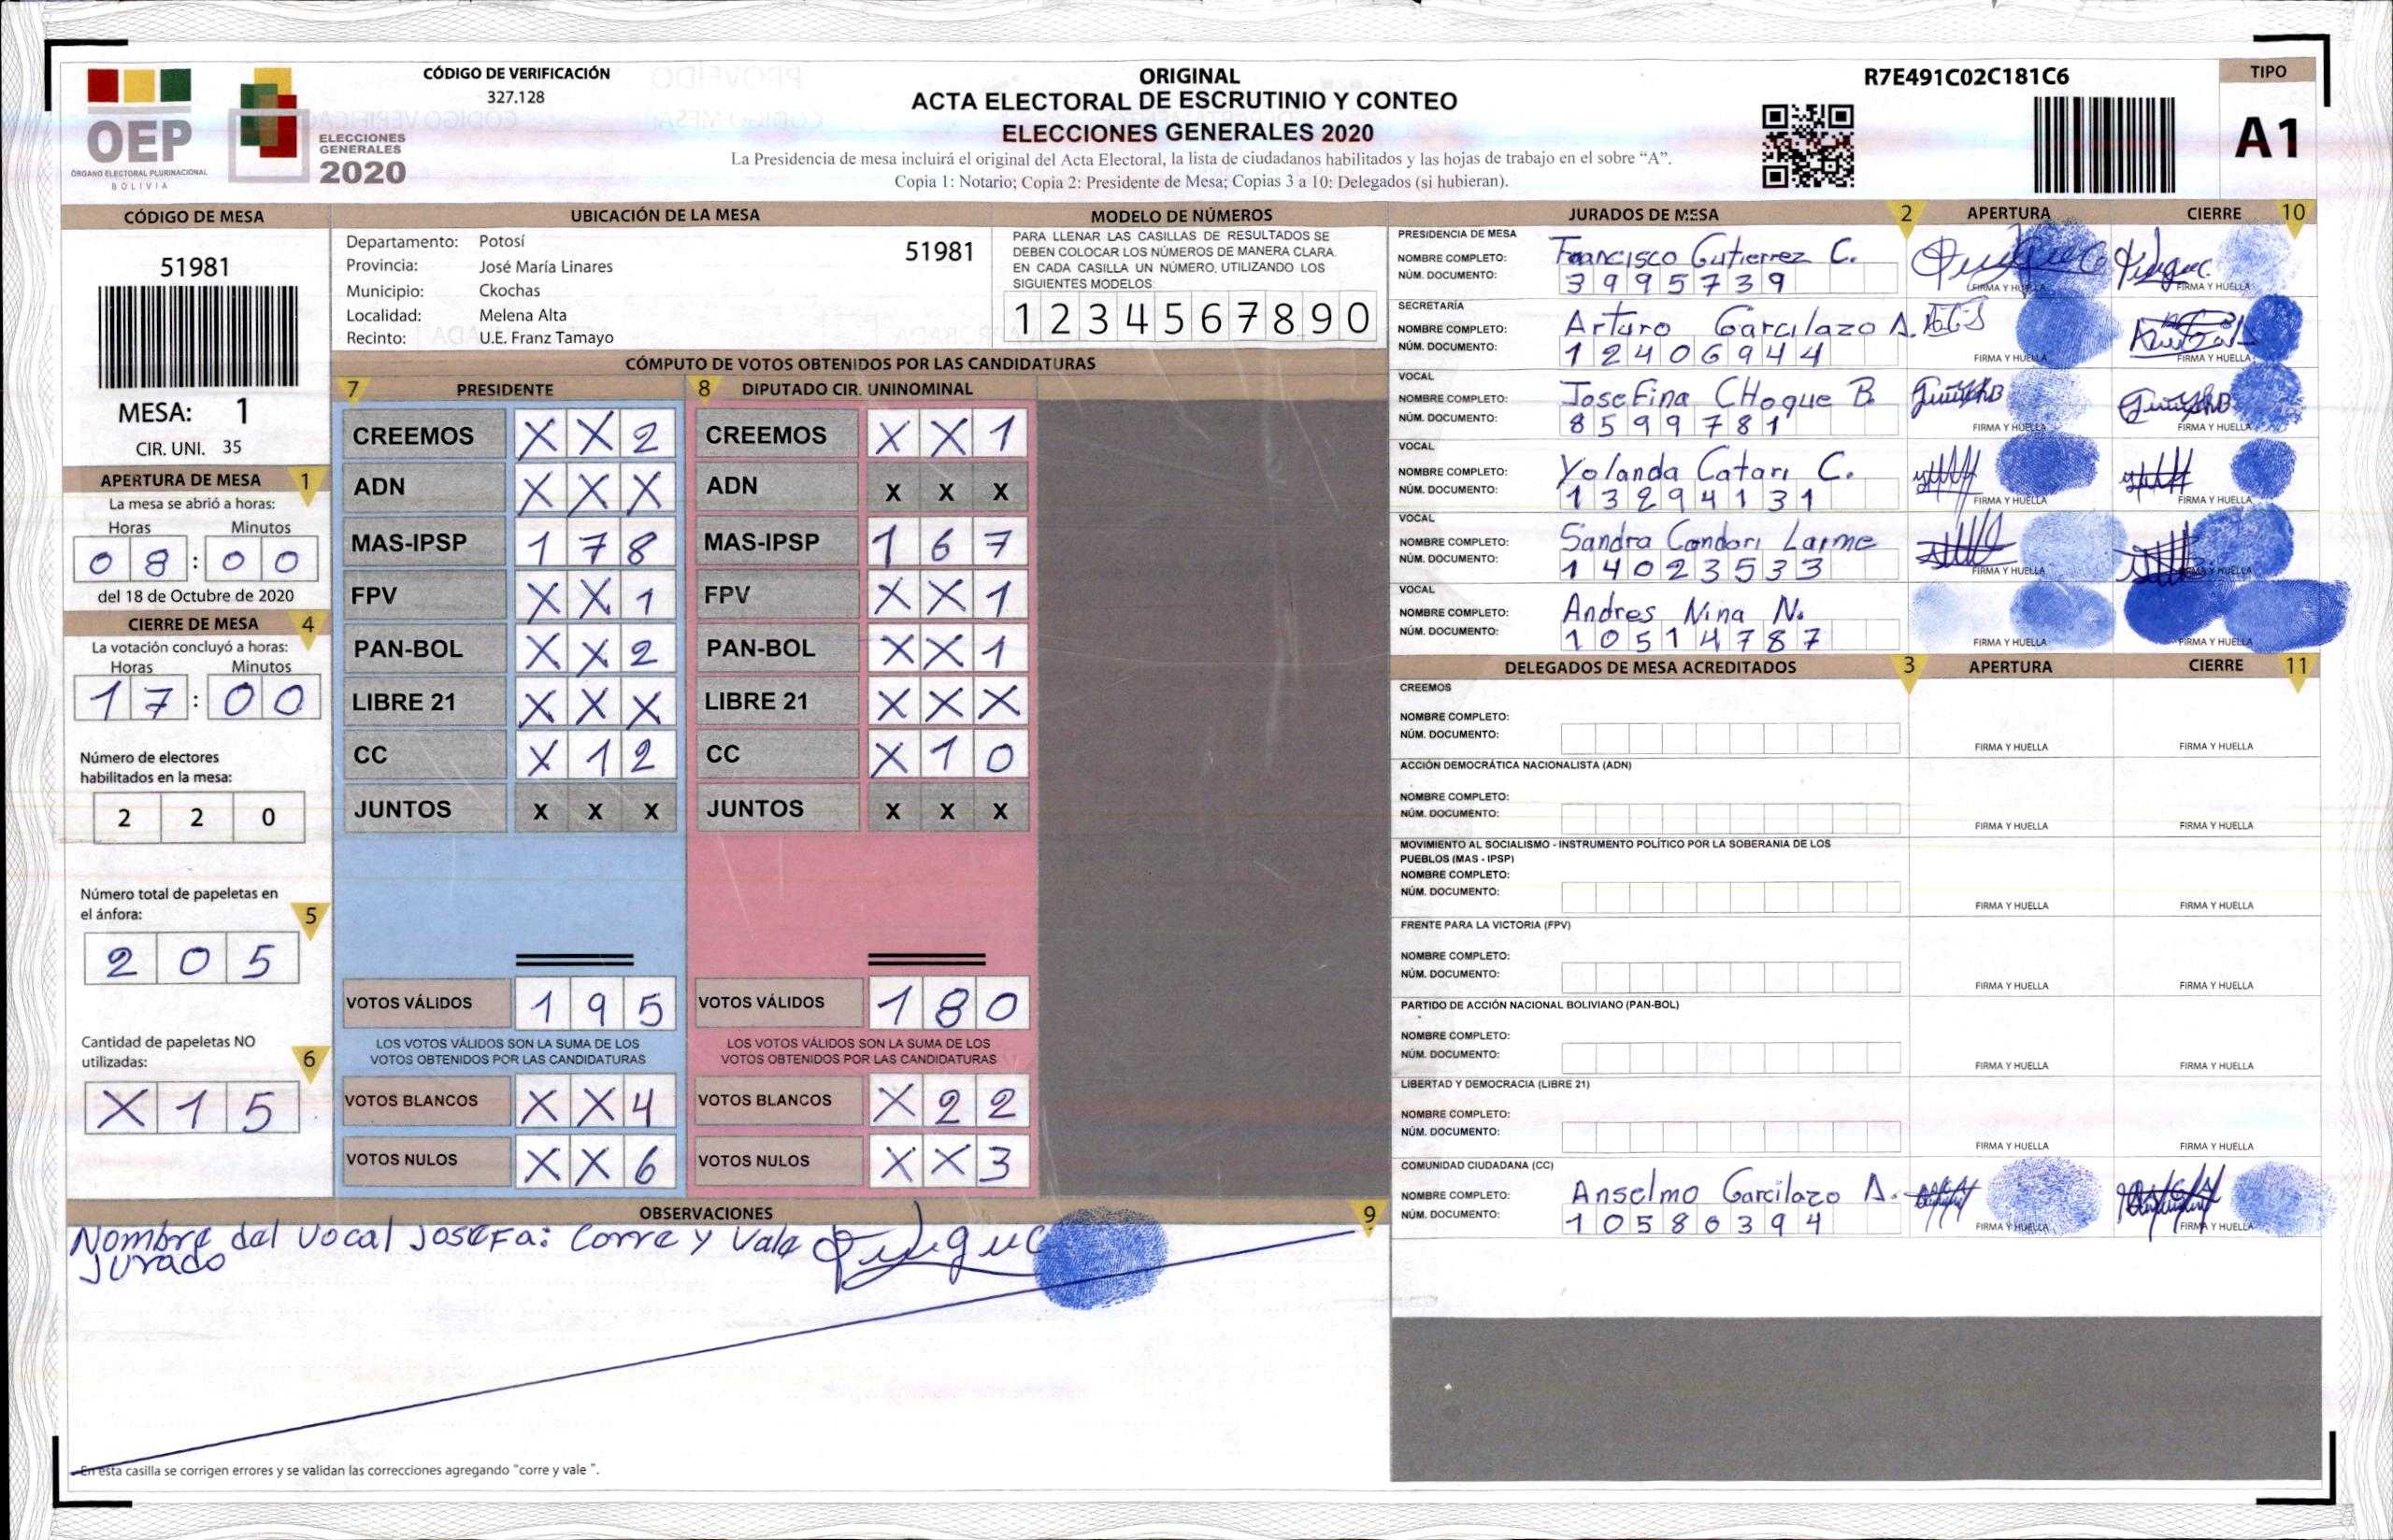 OEP
ÓRGANO ELECTORAL PLURINACIONAL
BOLIVIA
ELECCIONES
GENERALES
2020
CÓDIGO DE VERIFICACIÓN
327.128
ORIGINAL
ACTA ELECTORAL DE ESCRUTINIO Y CONTEO
ELECCIONES GENERALES 2020
La Presidencia de mesa incluirá el original del Acta Electoral, la lista de ciudadanos habilitados y las hojas de trabajo en el sobre “A”.
Copia 1: Notario; Copia 2: Presidente de Mesa; Copias 3 a 10: Delegados (si hubieran).
R7E491C02C181C6
TIPO
A1
CÓDIGO DE MESA
51981
MESA: 1
CIR. UNI. 35
APERTURA DE MESA 1
La mesa se abrió a horas:
Horas Minutos
08:00
del 18 de Octubre de 2020
CIERRE DE MESA 4
La votación concluyó a horas:
Horas Minutos
17:00
Número de electores
habilitados en la mesa:
2 2 0
Número total de papeletas en
el ánfora: 5
2 0 5
Cantidad de papeletas NO
utilizadas: 6
X 1 5
UBICACIÓN DE LA MESA
Departamento: Potosí 51981
Provincia: José María Linares
Municipio: Ckochas
Localidad: Melena Alta
Recinto: U.E. Franz Tamayo
MODELO DE NÚMEROS
PARA LLENAR LAS CASILLAS DE RESULTADOS SE
DEBEN COLOCAR LOS NÚMEROS DE MANERA CLARA.
EN CADA CASILLA UN NÚMERO, UTILIZANDO LOS
SIGUIENTES MODELOS:
1 2 3 4 5 6 7 8 9 0
CÓMPUTO DE VOTOS OBTENIDOS POR LAS CANDIDATURAS
7 PRESIDENTE
CREEMOS X X 2
ADN X X X
MAS-IPSP 1 7 8
FPV X X 1
PAN-BOL X X 2
LIBRE 21 X X X
CC X 1 2
JUNTOS X X X
VOTOS VÁLIDOS 1 9 5
LOS VOTOS VÁLIDOS SON LA SUMA DE LOS
VOTOS OBTENIDOS POR LAS CANDIDATURAS
VOTOS BLANCOS X X 4
VOTOS NULOS X X 6
8 DIPUTADO CIR. UNINOMINAL
CREEMOS X X 1
ADN X X X
MAS-IPSP 1 6 7
FPV X X 1
PAN-BOL X X 1
LIBRE 21 X X X
CC X 1 0
JUNTOS X X X
VOTOS VÁLIDOS 1 8 0
LOS VOTOS VÁLIDOS SON LA SUMA DE LOS
VOTOS OBTENIDOS POR LAS CANDIDATURAS
VOTOS BLANCOS X 2 2
VOTOS NULOS X X 3
OBSERVACIONES 9
Nombre del Vocal Josefa: Corre y Vale
Jurado
En esta casilla se corrigen errores y se validan las correcciones agregando "corre y vale ".
JURADOS DE MESA 2 APERTURA CIERRE 10
PRESIDENCIA DE MESA
NOMBRE COMPLETO: Francisco Gutierrez C.
NÚM. DOCUMENTO: 3995739
FIRMA Y HUELLA FIRMA Y HUELLA
SECRETARÍA
NOMBRE COMPLETO: Arturo Garcilazo A.
NÚM. DOCUMENTO: 12406944
FIRMA Y HUELLA FIRMA Y HUELLA
VOCAL
NOMBRE COMPLETO: Josefina CHoque B.
NÚM. DOCUMENTO: 8599781
FIRMA Y HUELLA FIRMA Y HUELLA
VOCAL
NOMBRE COMPLETO: Yolanda Catari C.
NÚM. DOCUMENTO: 13294131
FIRMA Y HUELLA FIRMA Y HUELLA
VOCAL
NOMBRE COMPLETO: Sandra Condori Laime
NÚM. DOCUMENTO: 14023533
FIRMA Y HUELLA FIRMA Y HUELLA
VOCAL
NOMBRE COMPLETO: Andres Nina N.
NÚM. DOCUMENTO: 10514787
FIRMA Y HUELLA FIRMA Y HUELLA
DELEGADOS DE MESA ACREDITADOS 3 APERTURA CIERRE 11
CREEMOS
NOMBRE COMPLETO:
NÚM. DOCUMENTO:
FIRMA Y HUELLA FIRMA Y HUELLA
ACCIÓN DEMOCRÁTICA NACIONALISTA (ADN)
NOMBRE COMPLETO:
NÚM. DOCUMENTO:
FIRMA Y HUELLA FIRMA Y HUELLA
MOVIMIENTO AL SOCIALISMO - INSTRUMENTO POLÍTICO POR LA SOBERANIA DE LOS
PUEBLOS (MAS - IPSP)
NOMBRE COMPLETO:
NÚM. DOCUMENTO:
FIRMA Y HUELLA FIRMA Y HUELLA
FRENTE PARA LA VICTORIA (FPV)
NOMBRE COMPLETO:
NÚM. DOCUMENTO:
FIRMA Y HUELLA FIRMA Y HUELLA
PARTIDO DE ACCIÓN NACIONAL BOLIVIANO (PAN-BOL)
NOMBRE COMPLETO:
NÚM. DOCUMENTO:
FIRMA Y HUELLA FIRMA Y HUELLA
LIBERTAD Y DEMOCRACIA (LIBRE 21)
NOMBRE COMPLETO:
NÚM. DOCUMENTO:
FIRMA Y HUELLA FIRMA Y HUELLA
COMUNIDAD CIUDADANA (CC)
NOMBRE COMPLETO: Anselmo Garcilazo A.
NÚM. DOCUMENTO: 10580394
FIRMA Y HUELLA FIRMA Y HUELLA